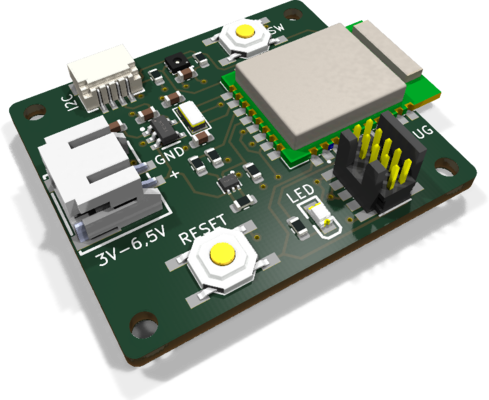 SW
I2C
GND
+
UG
LED
RESET
3V-6,5V